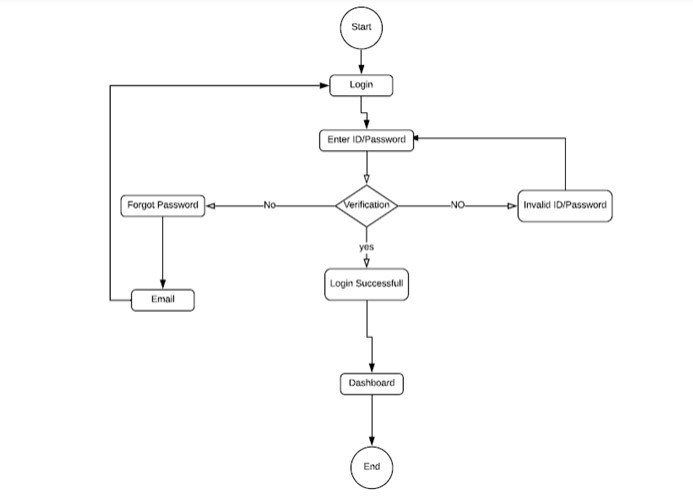 Start
Login
Enter ID/Password
Forgot Password
No
Verification
NO
Invalid ID/Password
yes
Login Successfull
Email
Dashboard
End